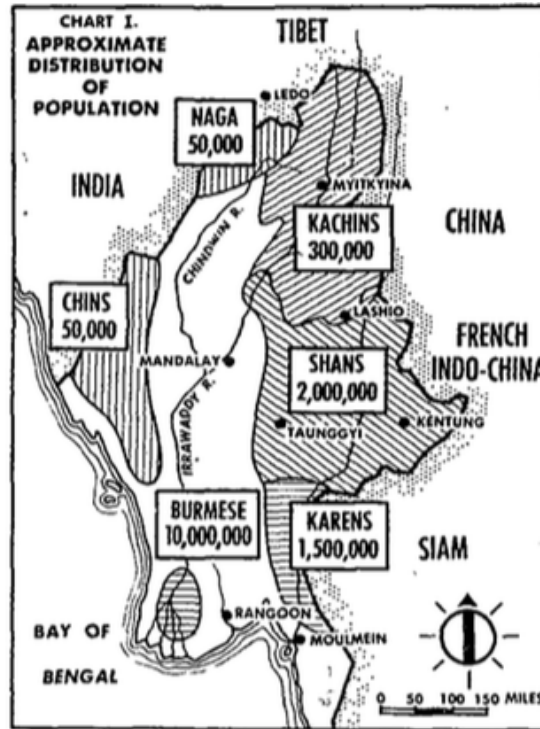 CHART I.
APPROXIMATE
DISTRIBUTION
OF
POPULATION
TIBET
LEDO
NAGA
50,000
INDIA
MYITKYINA
CHINA
KACHINS
300,000
CHINDWIN R.
CHINS
50,000
LASHIO
FRENCH
INDO-CHINA
MANDALAY
SHANS
2,000,000
IRRAWADDY R.
TAUNGGYI
KENTUNG
BURMESE
10,000,000
KARENS
1,500,000
SIAM
RANGOON
BAY OF
BENGAL
MOULMEIN
0 50 100 150 MILES